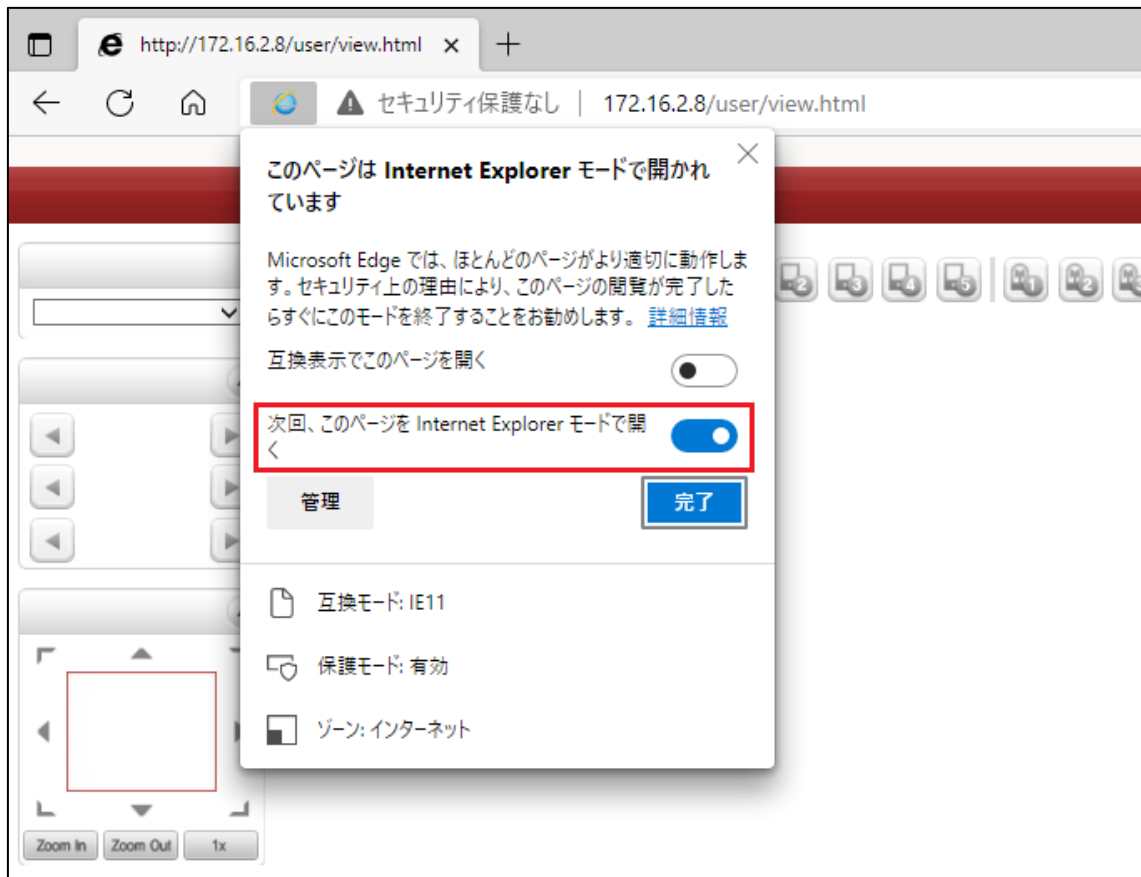 http://172.16.2.8/user/view.html
セキュリティ保護なし | 172.16.2.8/user/view.html
このページは Internet Explorer モードで開かれ
ています
Microsoft Edge では、ほとんどのページがより適切に動作しま
す。セキュリティ上の理由により、このページの閲覧が完了した
らすぐにこのモードを終了することをお勧めします。 詳細情報
互換表示でこのページを開く
次回、このページを Internet Explorer モードで開
く
管理 完了
互換モード: IE11
保護モード: 有効
ゾーン: インターネット
2 3 4 5 1 2
Zoom In Zoom Out 1x